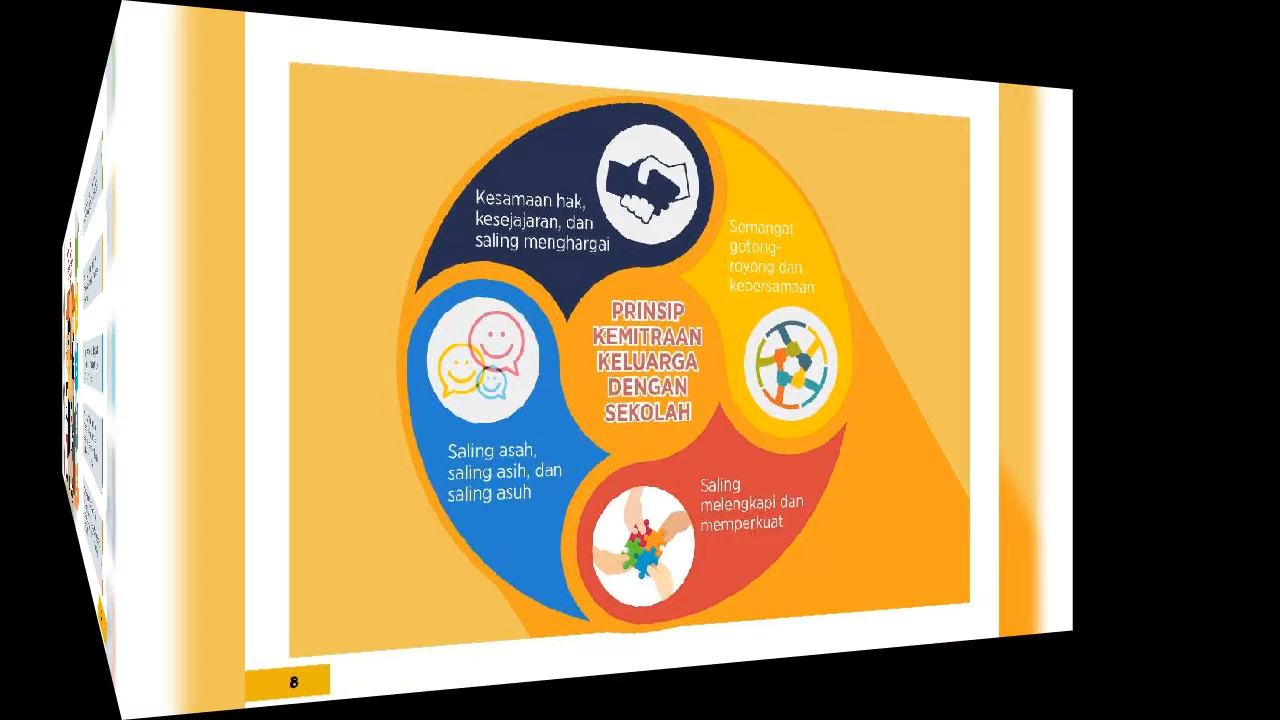 Kesamaan hak,
kesejajaran, dan
saling menghargai
Semangat
gotong-
royong dan
kebersamaan
PRINSIP
KEMITRAAN
KELUARGA
DENGAN
SEKOLAH
Saling asah,
saling asih, dan
saling asuh
Saling
melengkapi dan
memperkuat
8